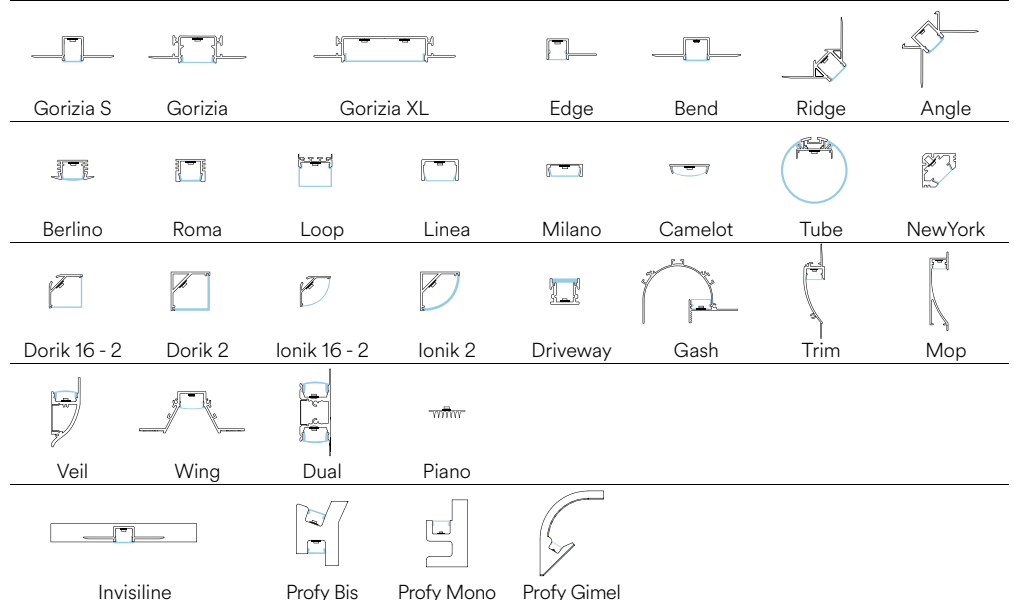 Gorizia S Gorizia Gorizia XL Edge Bend Ridge Angle
Berlino Roma Loop Linea Milano Camelot Tube NewYork
Dorik 16 - 2 Dorik 2 Ionik 16 - 2 Ionik 2 Driveway Gash Trim Mop
Veil Wing Dual Piano
Invisiline Profy Bis Profy Mono Profy Gimel